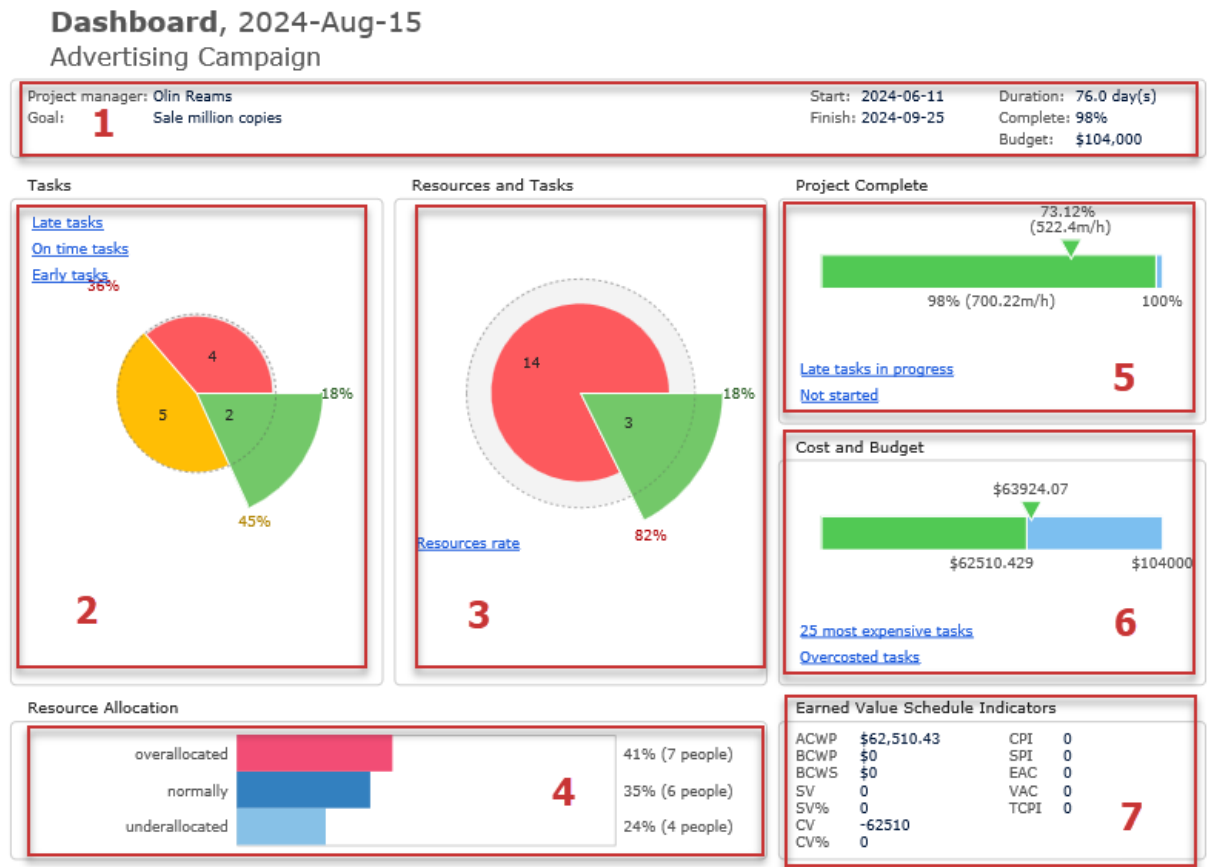 Dashboard, 2024-Aug-15
Advertising Campaign
Project manager: Olin Reams
Goal: Sale million copies
1
Start: 2024-06-11
Finish: 2024-09-25
Duration: 76.0 day(s)
Complete: 98%
Budget: $104,000
Tasks
Late tasks
On time tasks
Early tasks
36%
4
5
2
18%
45%
2
Resources and Tasks
14
3
18%
82%
Resources rate
3
Project Complete
73.12%
(522.4m/h)
98% (700.22m/h) 100%
Late tasks in progress
Not started
5
Cost and Budget
$63924.07
$62510.429 $104000
25 most expensive tasks
Overcosted tasks
6
Resource Allocation
overallocated 41% (7 people)
normally 35% (6 people)
underallocated 24% (4 people)
4
Earned Value Schedule Indicators
ACWP $62,510.43 CPI 0
BCWP $0 SPI 0
BCWS $0 EAC 0
SV 0 VAC 0
SV% 0 TCPI 0
CV -62510
CV% 0
7